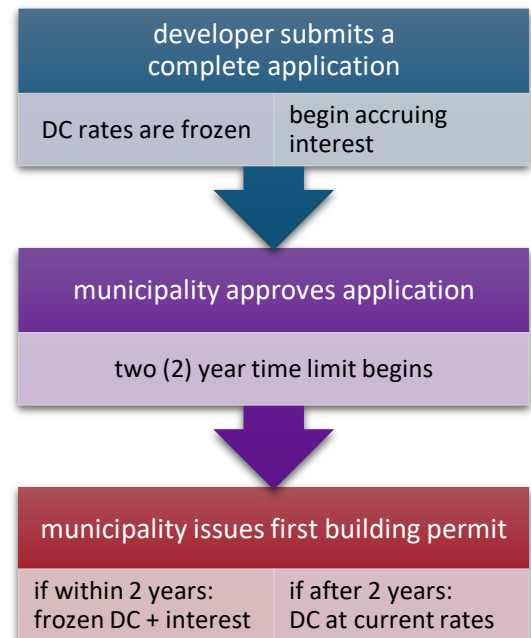 developer submits a
complete application
DC rates are frozen
begin accruing
interest
municipality approves application
two (2) year time limit begins
municipality issues first building permit
if within 2 years:
frozen DC + interest
if after 2 years:
DC at current rates